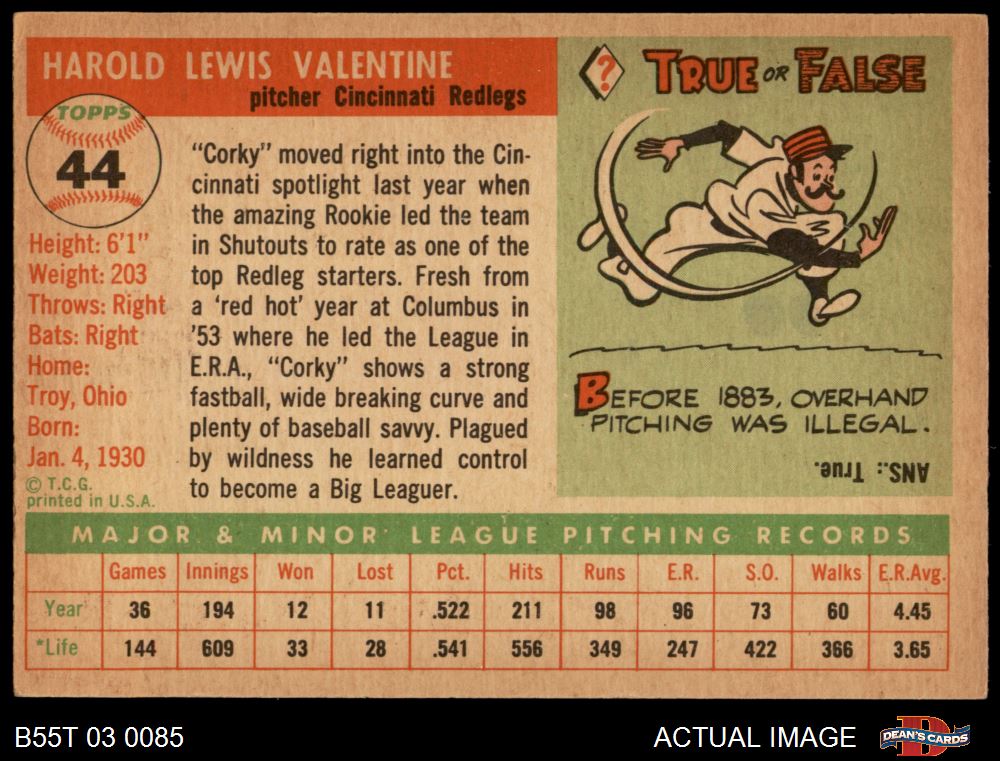 HAROLD LEWIS VALENTINE
pitcher Cincinnati Redlegs
TOPPS
44
Height: 6'1"
Weight: 203
Throws: Right
Bats: Right
Home:
Troy, Ohio
Born:
Jan. 4, 1930
© T.C.G.
printed in U.S.A.
"Corky" moved right into the Cin-
cinnati spotlight last year when
the amazing Rookie led the team
in Shutouts to rate as one of the
top Redleg starters. Fresh from
a 'red hot' year at Columbus in
'53 where he led the League in
E.R.A., "Corky" shows a strong
fastball, wide breaking curve and
plenty of baseball savvy. Plagued
by wildness he learned control
to become a Big Leaguer.
? TRUE OR FALSE
BEFORE 1883, OVERHAND
PITCHING WAS ILLEGAL.
ANS.: True.
MAJOR & MINOR LEAGUE PITCHING RECORDS
Games Innings Won Lost Pct. Hits Runs E.R. S.O. Walks E.R.Avg.
Year 36 194 12 11 .522 211 98 96 73 60 4.45
*Life 144 609 33 28 .541 556 349 247 422 366 3.65
B55T 03 0085
ACTUAL IMAGE
D
DEAN'S CARDS